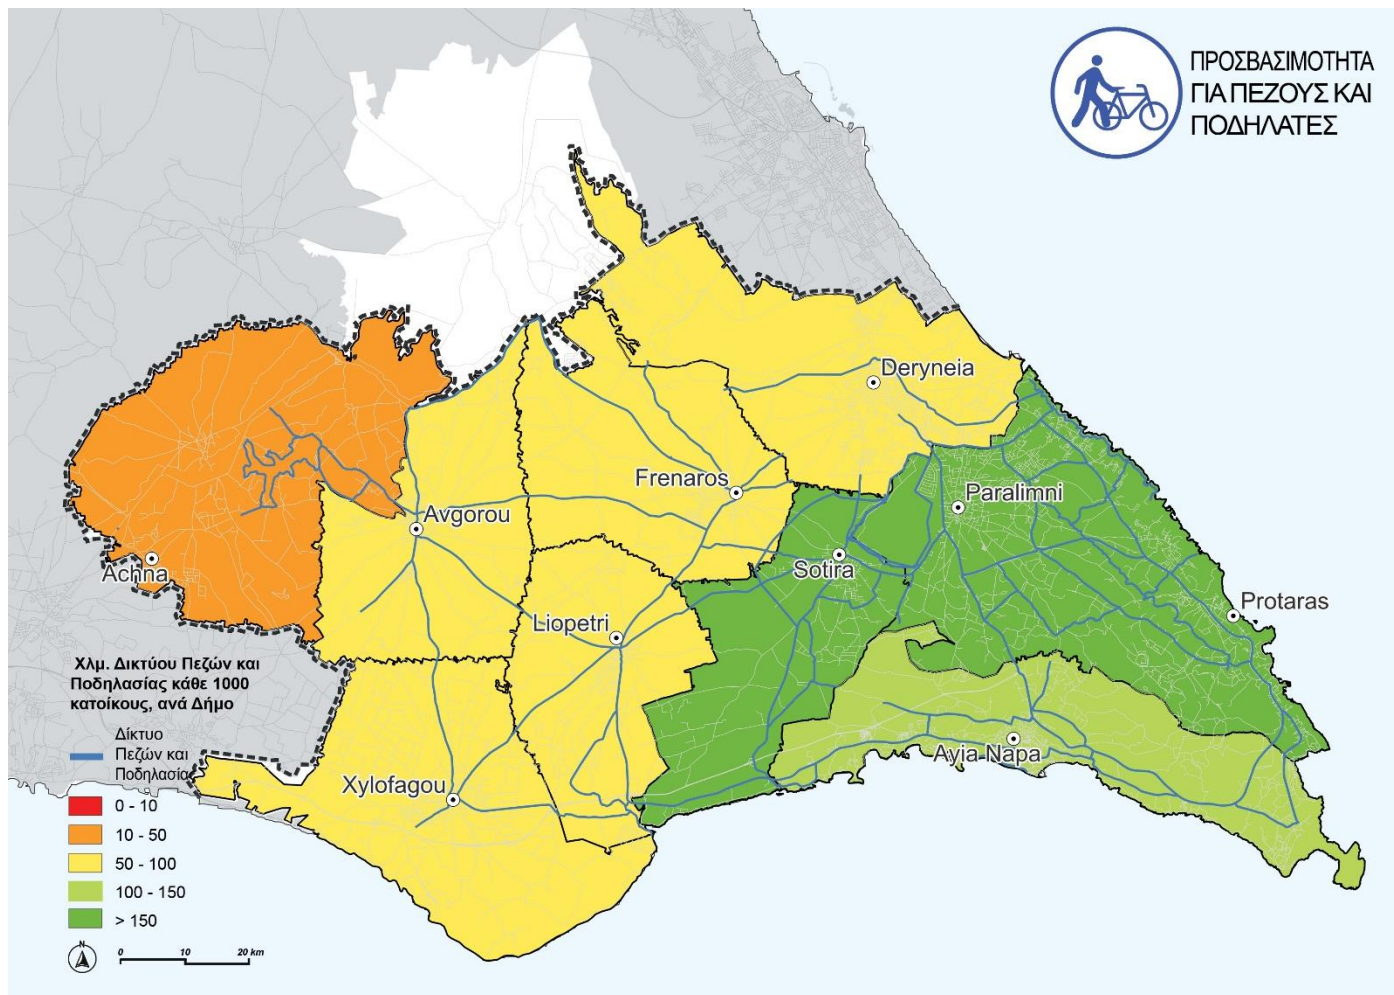 ΠΡΟΣΒΑΣΙΜΟΤΗΤΑ
ΓΙΑ ΠΕΖΟΥΣ ΚΑΙ
ΠΟΔΗΛΑΤΕΣ
Deryneia
Frenaros
Paralimni
Avgorou
Achna
Sotira
Protaras
Liopetri
Ayia Napa
Xylofagou
Χλμ. Δικτύου Πεζών και
Ποδηλασίας κάθε 1000
κατοίκους, ανά Δήμο
Δίκτυο
Πεζών και
Ποδηλασία
0 - 10
10 - 50
50 - 100
100 - 150
> 150
N
0 10 20 km